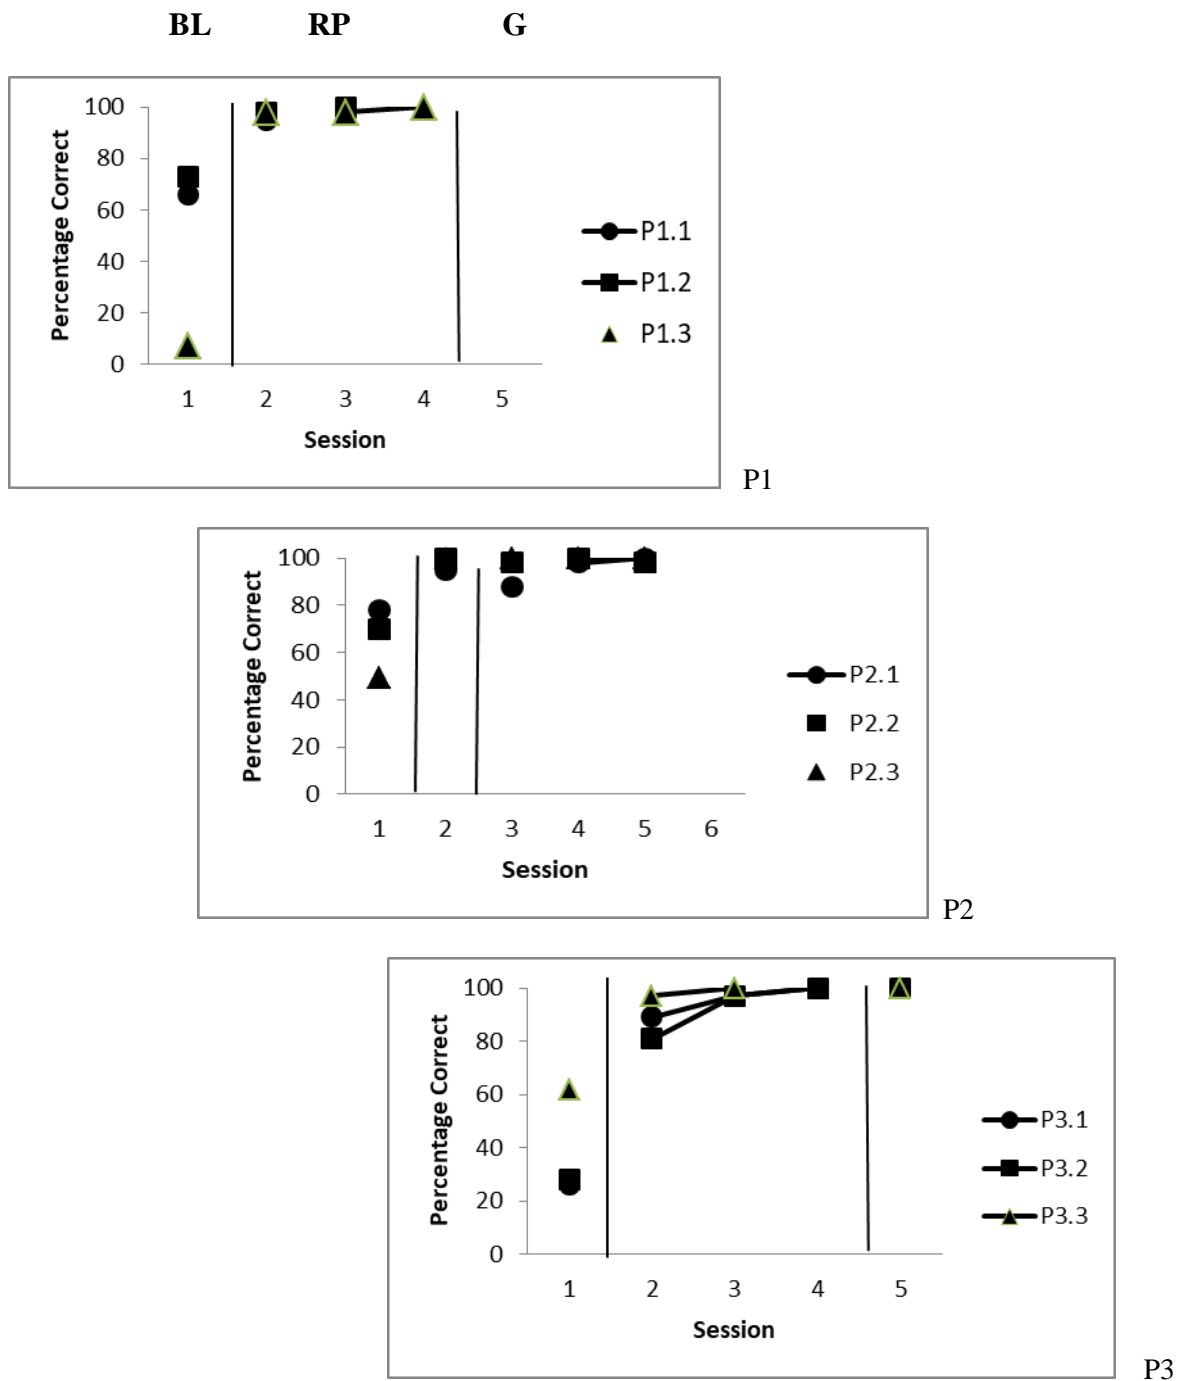 BL RP G
100
80
60
40
20
0
Percentage Correct
1 2 3 4 5
Session
P1.1
P1.2
P1.3
P1
100
80
60
40
20
0
Percentage Correct
1 2 3 4 5 6
Session
P2.1
P2.2
P2.3
P2
100
80
60
40
20
0
Percentage Correct
1 2 3 4 5
Session
P3.1
P3.2
P3.3
P3